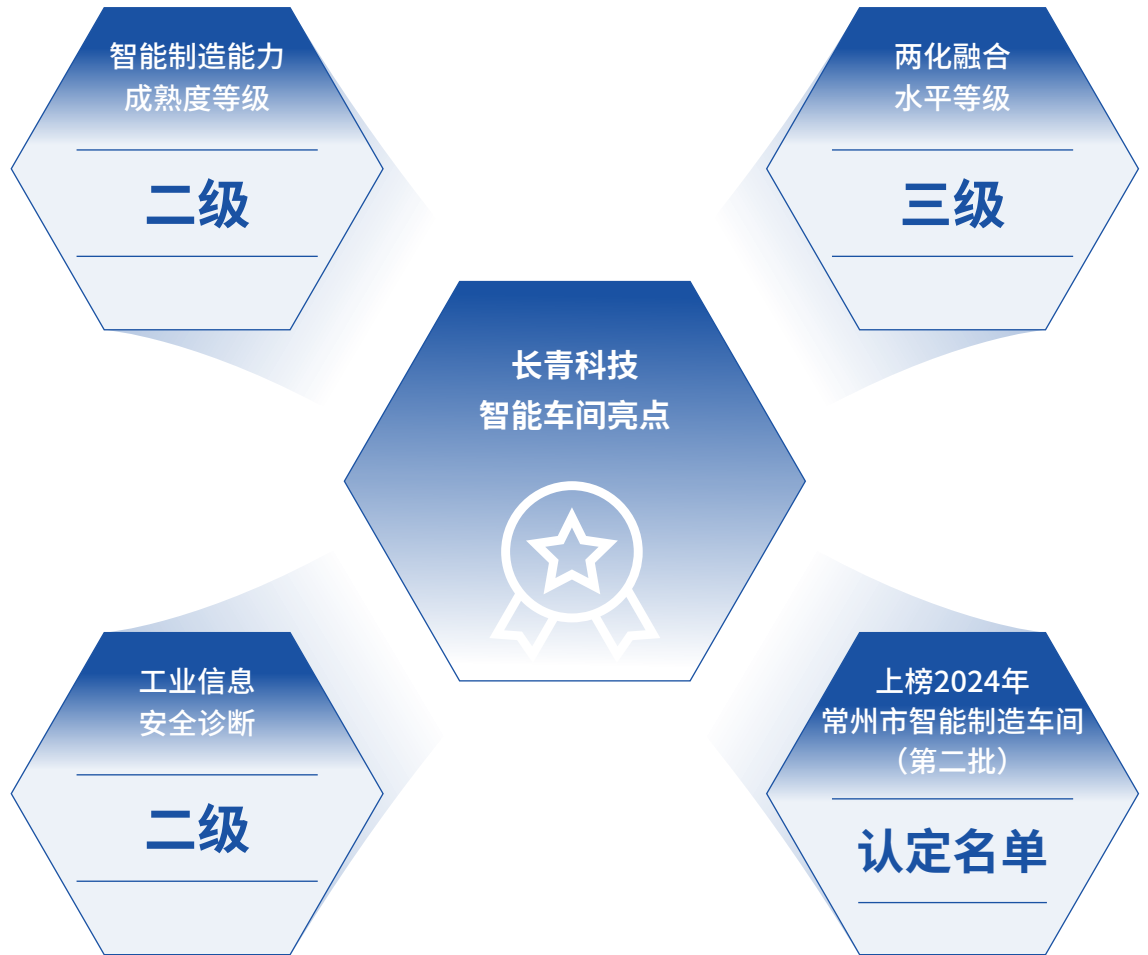 智能制造能力
成熟度等级
二级
两化融合
水平等级
三级
长青科技
智能车间亮点
工业信息
安全诊断
二级
上榜2024年
常州市智能制造车间
（第二批）
认定名单